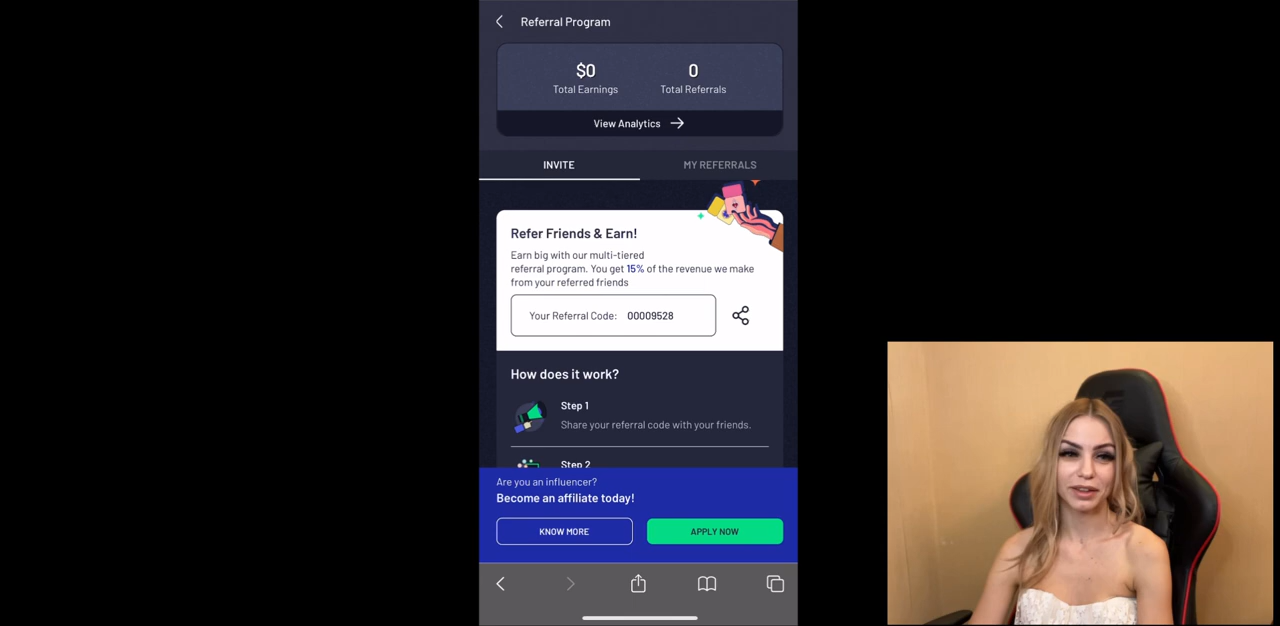 Referral Program
$0 0
Total Earnings Total Referrals
View Analytics
INVITE MY REFERRALS
Refer Friends & Earn!
Earn big with our multi-tiered
referral program. You get 15% of the revenue we make
from your referred friends
Your Referral Code: 00009528
How does it work?
Step 1
Share your referral code with your friends.
Step 2
Are you an influencer?
Become an affiliate today!
KNOW MORE APPLY NOW